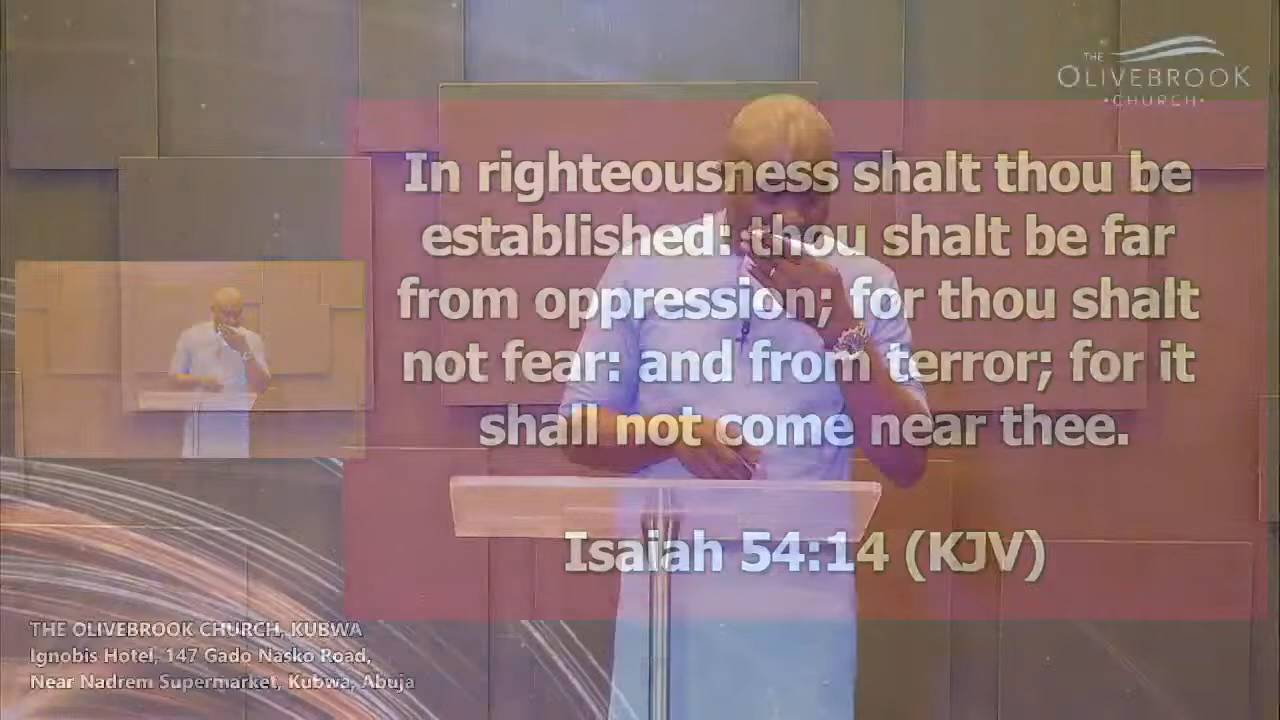 THE
OLIVEBROOK
•CHURCH•
In righteousness shalt thou be
established: thou shalt be far
from oppression; for thou shalt
not fear: and from terror; for it
shall not come near thee.
Isaiah 54:14 (KJV)
THE OLIVEBROOK CHURCH, KUBWA
Ignobis Hotel, 147 Gado Nasko Road,
Near Nadrem Supermarket, Kubwa, Abuja